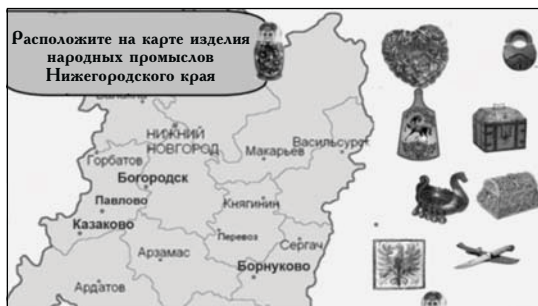 Расположите на карте изделия
народных промыслов
Нижегородского края
НИЖНИЙ
НОВГОРОД
Васильсурс
Макарьев
Горбатов
Богородск
Павлово
Княгинин
Казаково
Перевоз
Сергач
Арзамас
Борнуково
Ардатов